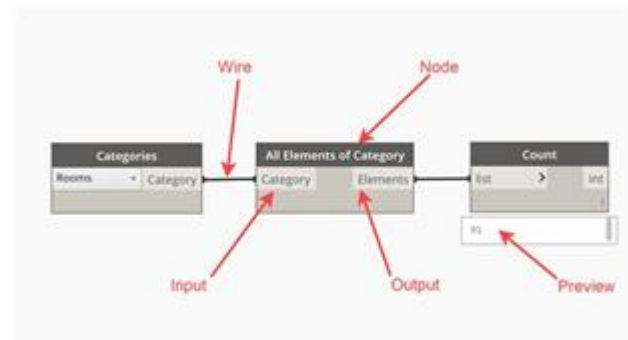 Wire
Node
Categories
Rooms
Category
All Elements of Category
Category
Elements
Count
list
>
int
Input
Output
Preview